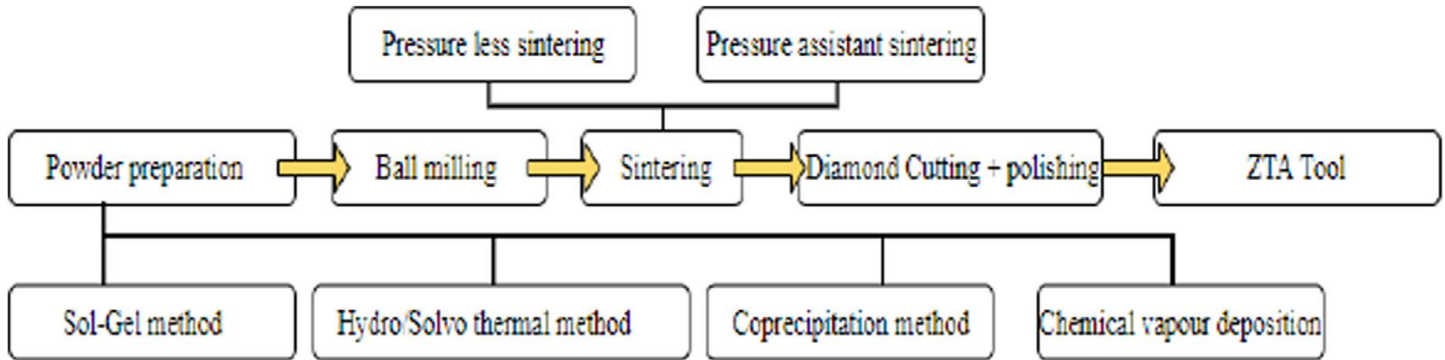 Pressure less sintering
Pressure assistant sintering
Powder preparation
Ball milling
Sintering
Diamond Cutting + polishing
ZTA Tool
Sol-Gel method
Hydro/Solvo thermal method
Coprecipitation method
Chemical vapour deposition